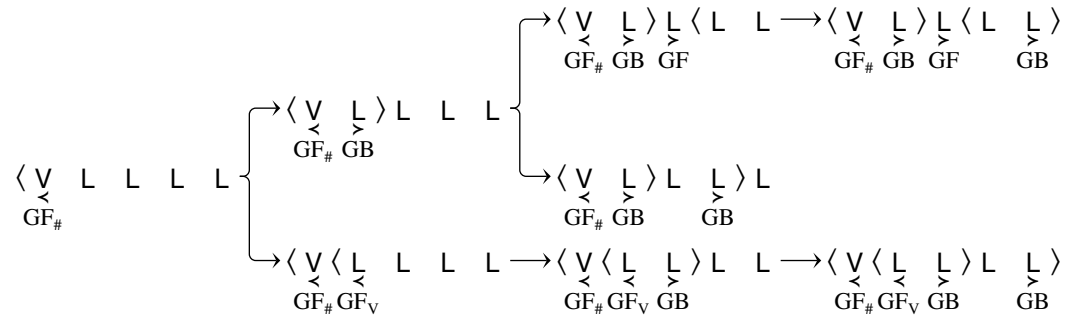 ⟨ V L ⟩ L ⟨ L L ⟶ ⟨ V L ⟩ L ⟨ L L ⟩
≺ ≻ ≻ ≺ ≻ ≻ ≻
GF# GB GF GF# GB GF GB
⟨ V L ⟩ L L L
≺ ≻
GF# GB
⟨ V L L L L
≺
GF#
⟨ V L ⟩ L L ⟩ L
≺ ≻ ≻
GF# GB GB
⟨ V ⟨ L L L L ⟶ ⟨ V ⟨ L L ⟩ L L ⟶ ⟨ V ⟨ L L ⟩ L L ⟩
≺ ≺ ≺ ≺ ≻ ≺ ≺ ≻ ≻
GF# GFV GF# GFV GB GF# GFV GB GB